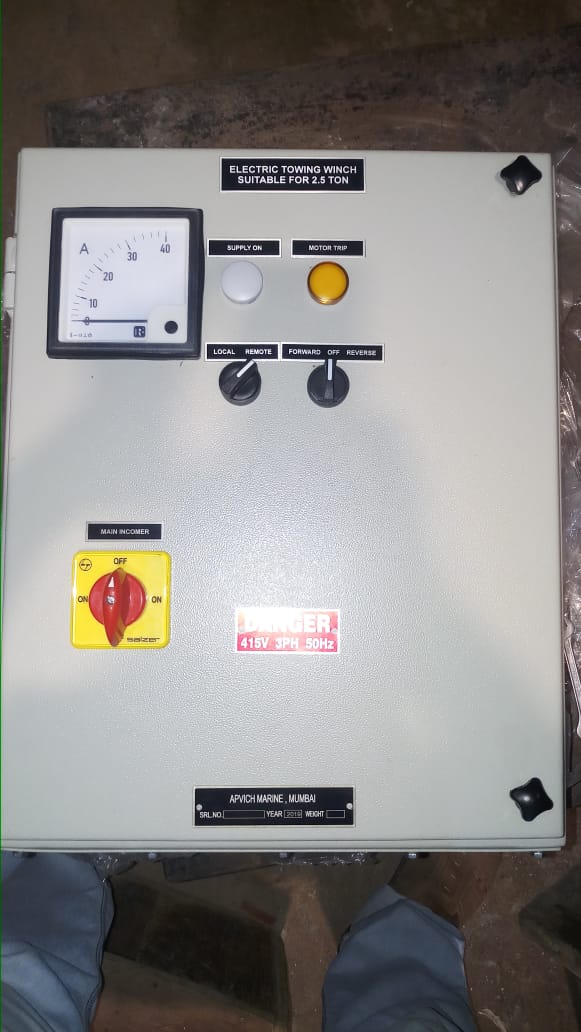 ELECTRIC TOWING WINCH
SUITABLE FOR 2.5 TON
A
0
10
20
30
40
SUPPLY ON
MOTOR TRIP
LOCAL REMOTE
FORWARD OFF REVERSE
MAIN INCOMER
OFF
ON
ON
salzer
DANGER
415V 3PH 50Hz
APVICH MARINE , MUMBAI
SRL.NO. YEAR 2019 WEIGHT